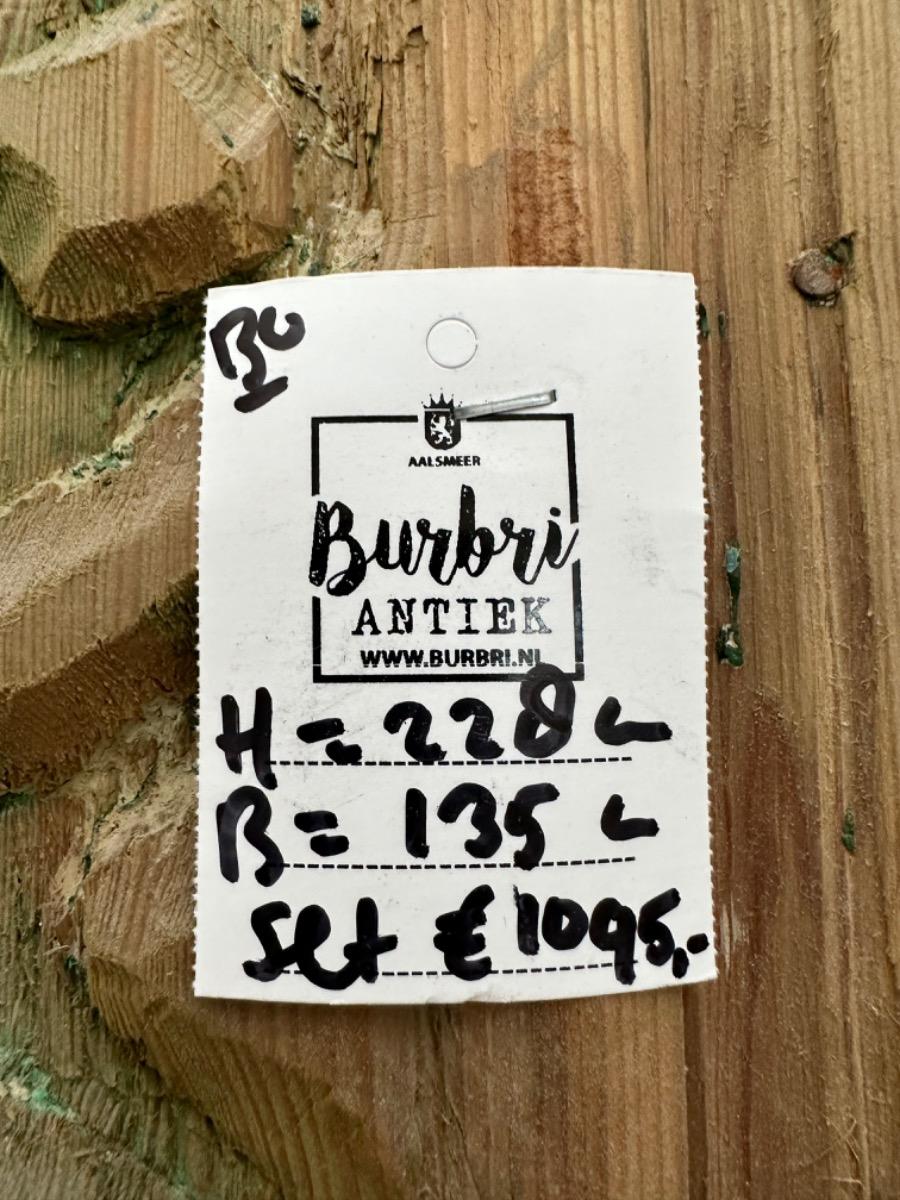 BU
AALSMEER
Burbri
ANTIEK
WWW.BURBRI.NL
H = 228 c
B = 135 c
Set € 1095,-